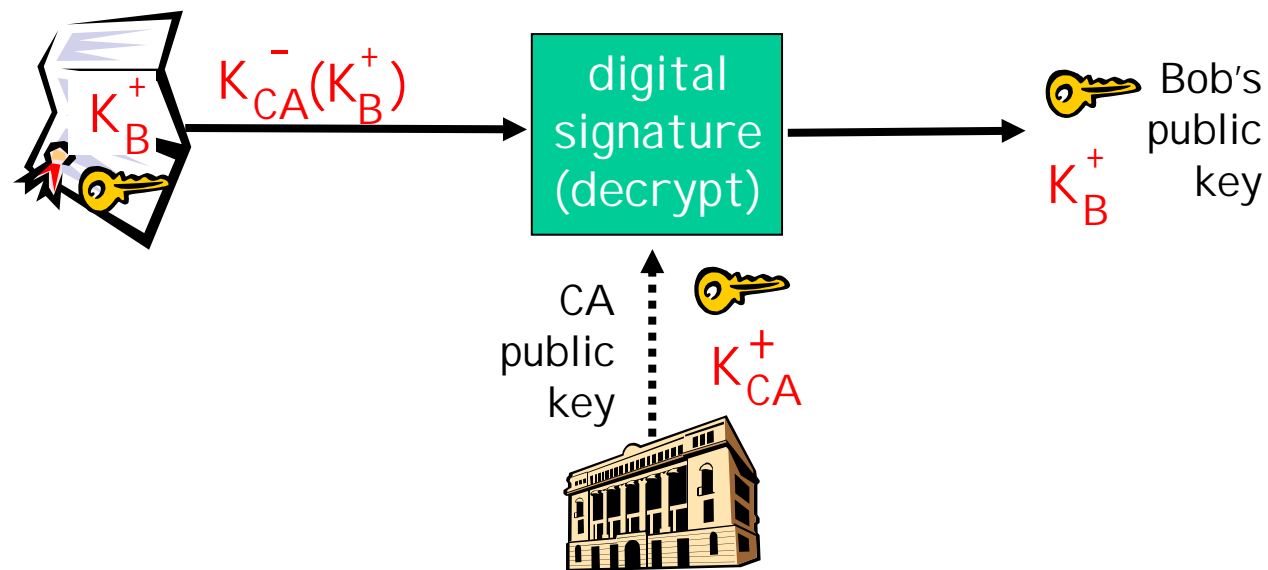 K_B^+
K_CA^-(K_B^+)
digital
signature
(decrypt)
Bob's
public
key
K_B^+
CA
public
key
K_CA^+